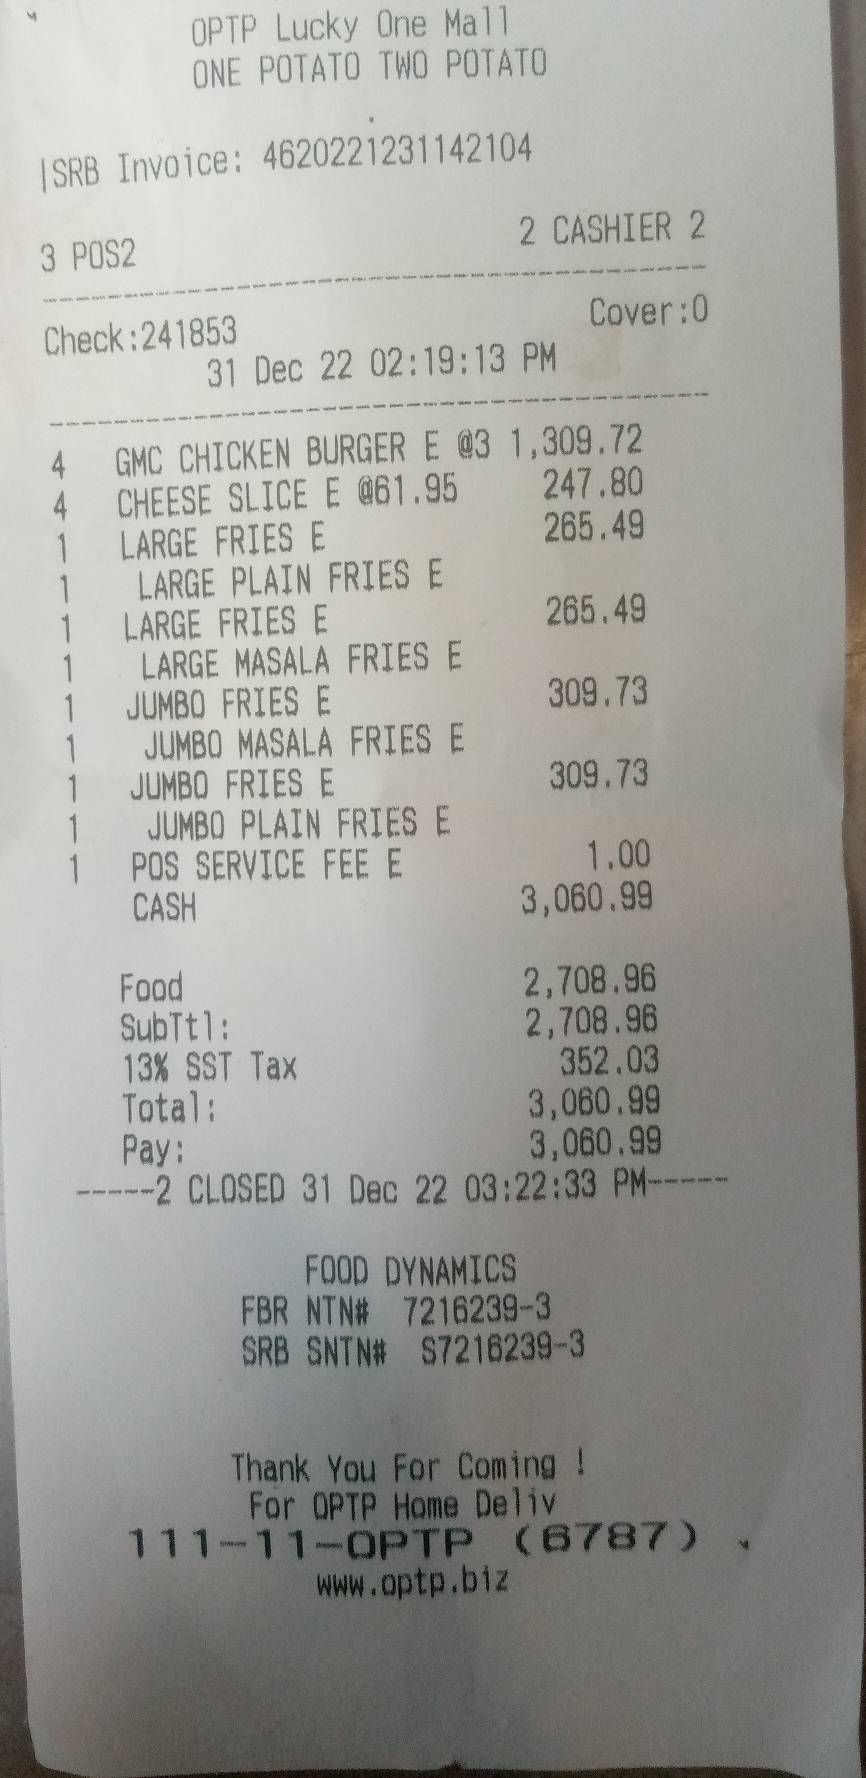 OPTP Lucky One Mall
ONE POTATO TWO POTATO
|SRB Invoice: 4620221231142104
3 POS2 2 CASHIER 2
Check:241853 Cover:0
31 Dec 22 02:19:13 PM
4 GMC CHICKEN BURGER E @3 1,309.72
4 CHEESE SLICE E @61.95 247.80
1 LARGE FRIES E 265.49
1 LARGE PLAIN FRIES E
1 LARGE FRIES E 265.49
1 LARGE MASALA FRIES E
1 JUMBO FRIES E 309.73
1 JUMBO MASALA FRIES E
1 JUMBO FRIES E 309.73
1 JUMBO PLAIN FRIES E
1 POS SERVICE FEE E 1.00
CASH 3,060.99
Food 2,708.96
SubTtl: 2,708.96
13% SST Tax 352.03
Total: 3,060.99
Pay: 3,060.99
-----2 CLOSED 31 Dec 22 03:22:33 PM-----
FOOD DYNAMICS
FBR NTN# 7216239-3
SRB SNTN# S7216239-3
Thank You For Coming !
For OPTP Home Deliv
111-11-OPTP (6787)
www.optp.biz